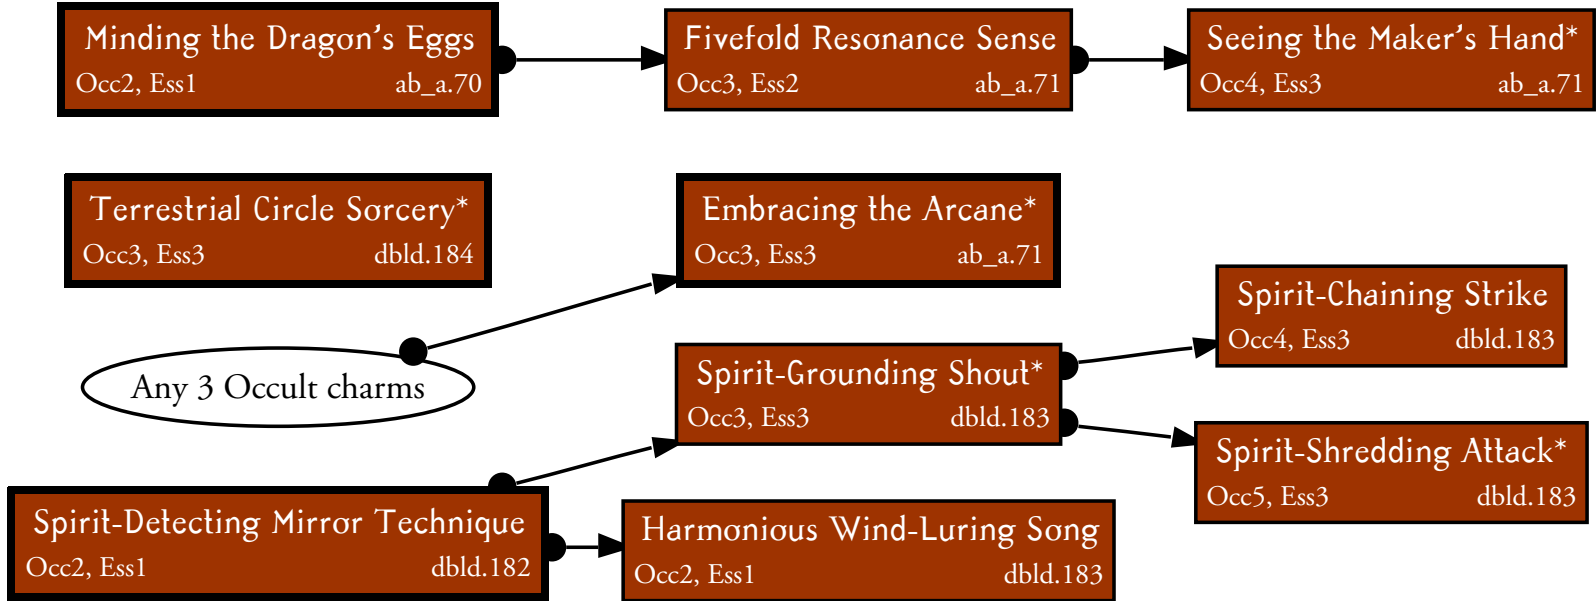 Minding the Dragon's Eggs
Occ2, Ess1 ab_a.70
Fivefold Resonance Sense
Occ3, Ess2 ab_a.71
Seeing the Maker's Hand*
Occ4, Ess3 ab_a.71
Terrestrial Circle Sorcery*
Occ3, Ess3 dbld.184
Embracing the Arcane*
Occ3, Ess3 ab_a.71
Any 3 Occult charms
Spirit-Grounding Shout*
Occ3, Ess3 dbld.183
Spirit-Chaining Strike
Occ4, Ess3 dbld.183
Spirit-Shredding Attack*
Occ5, Ess3 dbld.183
Spirit-Detecting Mirror Technique
Occ2, Ess1 dbld.182
Harmonious Wind-Luring Song
Occ2, Ess1 dbld.183